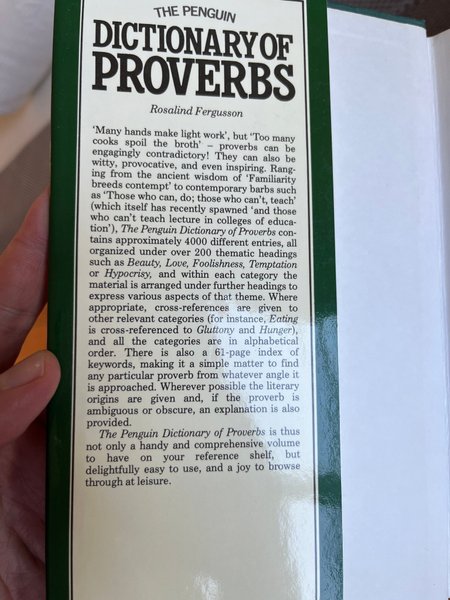 THE PENGUIN
DICTIONARY OF
PROVERBS
Rosalind Fergusson
'Many hands make light work', but 'Too many
cooks spoil the broth' – proverbs can be
engagingly contradictory! They can also be
witty, provocative, and even inspiring. Rang-
ing from the ancient wisdom of 'Familiarity
breeds contempt' to contemporary barbs such
as 'Those who can, do; those who can't, teach'
(which itself has recently spawned 'and those
who can't teach lecture in colleges of educa-
tion'), The Penguin Dictionary of Proverbs con-
tains approximately 4000 different entries, all
organized under over 200 thematic headings
such as Beauty, Love, Foolishness, Temptation
or Hypocrisy, and within each category the
material is arranged under further headings to
express various aspects of that theme. Where
appropriate, cross-references are given to
other relevant categories (for instance, Eating
is cross-referenced to Gluttony and Hunger),
and all the categories are in alphabetical
order. There is also a 61-page index of
keywords, making it a simple matter to find
any particular proverb from whatever angle it
is approached. Wherever possible the literary
origins are given and, if the proverb is
ambiguous or obscure, an explanation is also
provided.
The Penguin Dictionary of Proverbs is thus
not only a handy and comprehensive volume
to have on your reference shelf, but
delightfully easy to use, and a joy to browse
through at leisure.